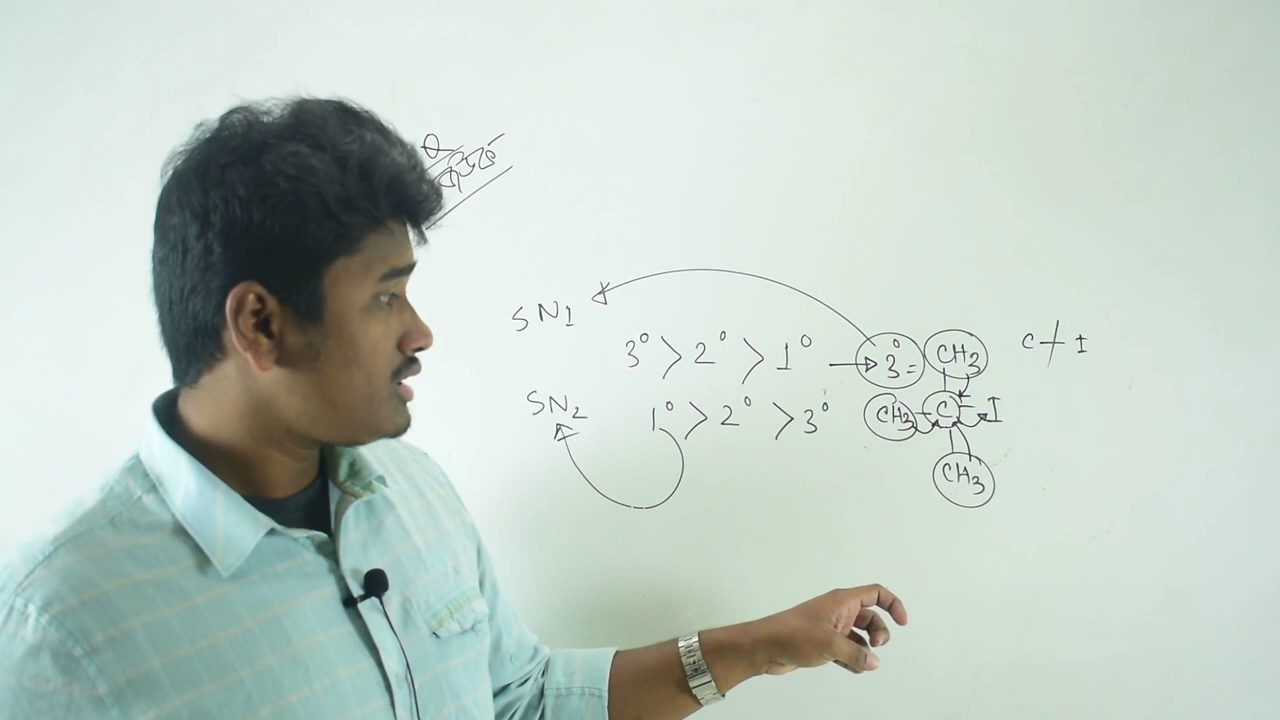 SN1
3° > 2° > 1° → 3° = CH3 C+I
SN2 1° > 2° > 3° CH3 - C - I
CH3